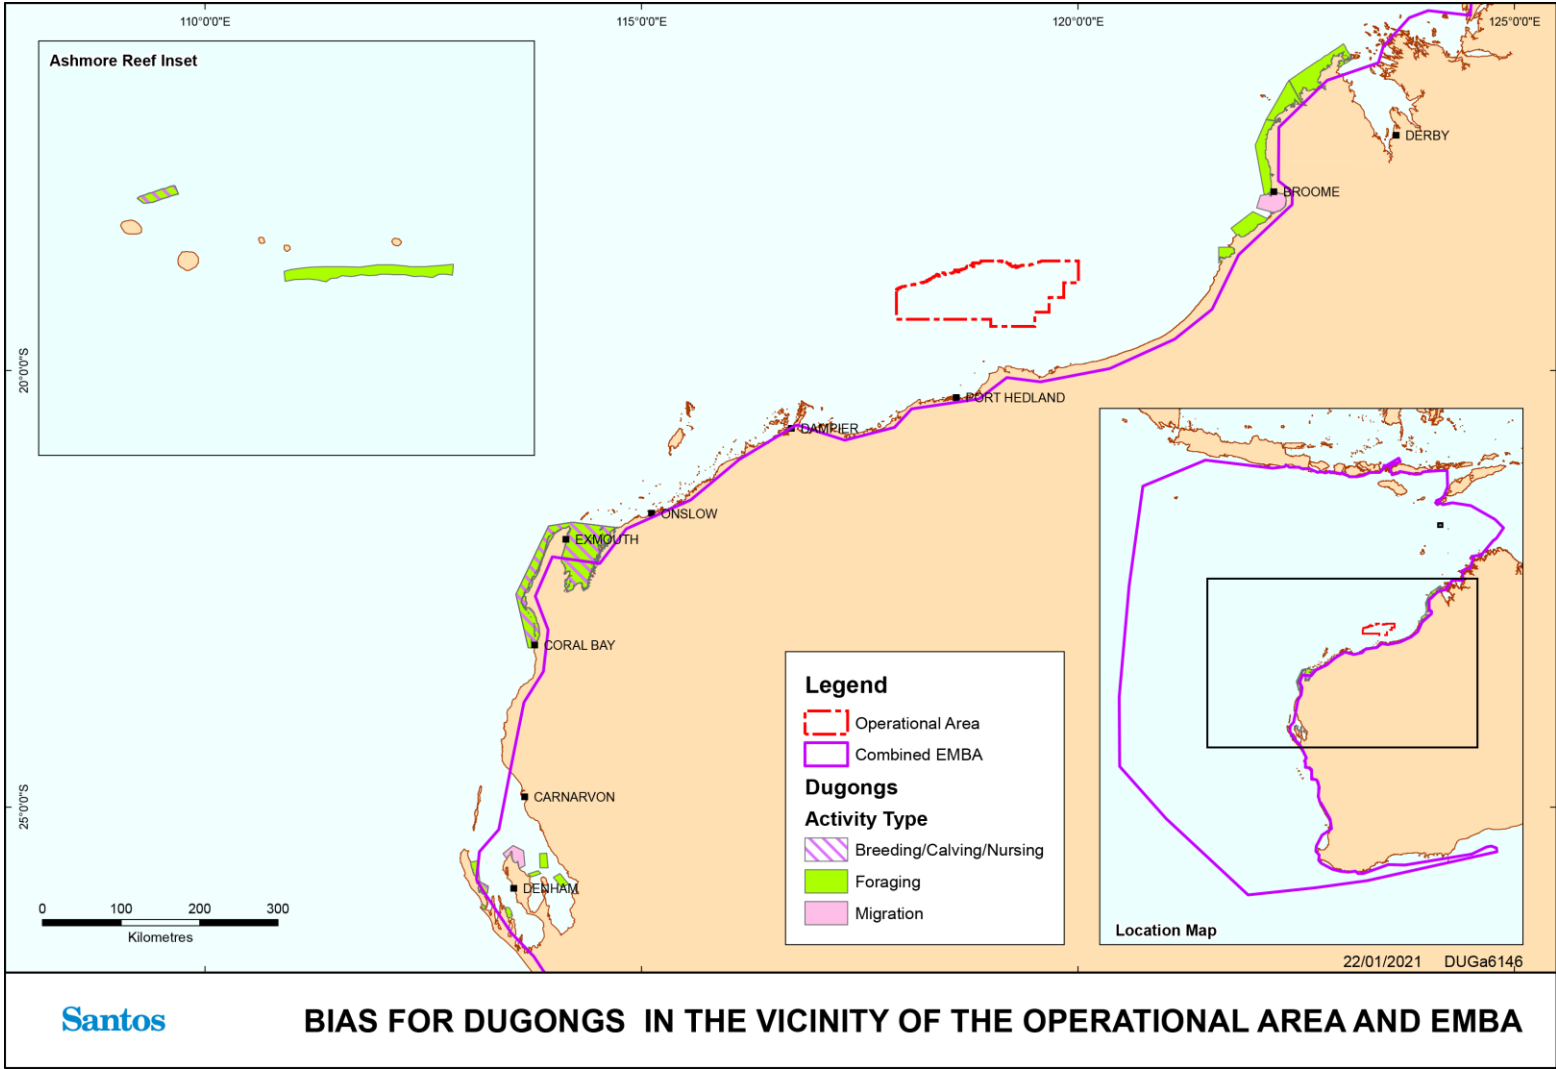 110°0'0"E
115°0'0"E
120°0'0"E
125°0'0"E
Ashmore Reef Inset
DERBY
BROOME
20°0'0"S
PORT HEDLAND
DAMPIER
ONSLOW
EXMOUTH
CORAL BAY
Legend
Operational Area
Combined EMBA
Dugongs
Activity Type
Breeding/Calving/Nursing
Foraging
Migration
25°0'0"S
CARNARVON
DENHAM
0 100 200 300
Kilometres
Location Map
22/01/2021 DUGa6146
Santos
BIAS FOR DUGONGS IN THE VICINITY OF THE OPERATIONAL AREA AND EMBA